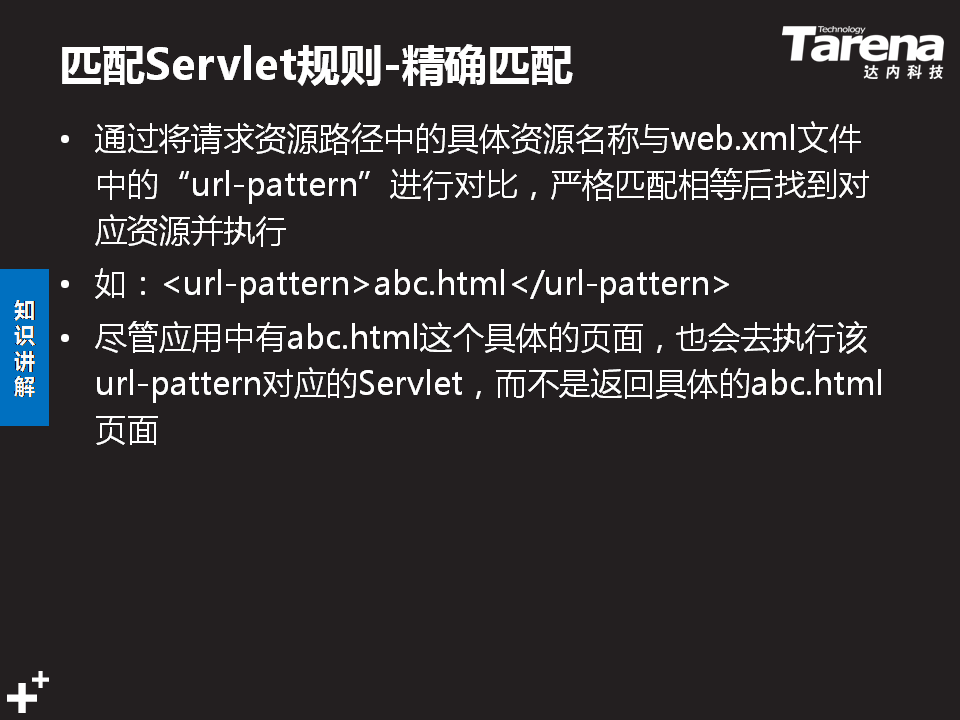 匹配Servlet规则-精确匹配
Technology
Tarena
达内科技
• 通过将请求资源路径中的具体资源名称与web.xml文件
中的“url-pattern”进行对比，严格匹配相等后找到对
应资源并执行
• 如：<url-pattern>abc.html</url-pattern>
• 尽管应用中有abc.html这个具体的页面，也会去执行该
url-pattern对应的Servlet，而不是返回具体的abc.html
页面
知
识
讲
解